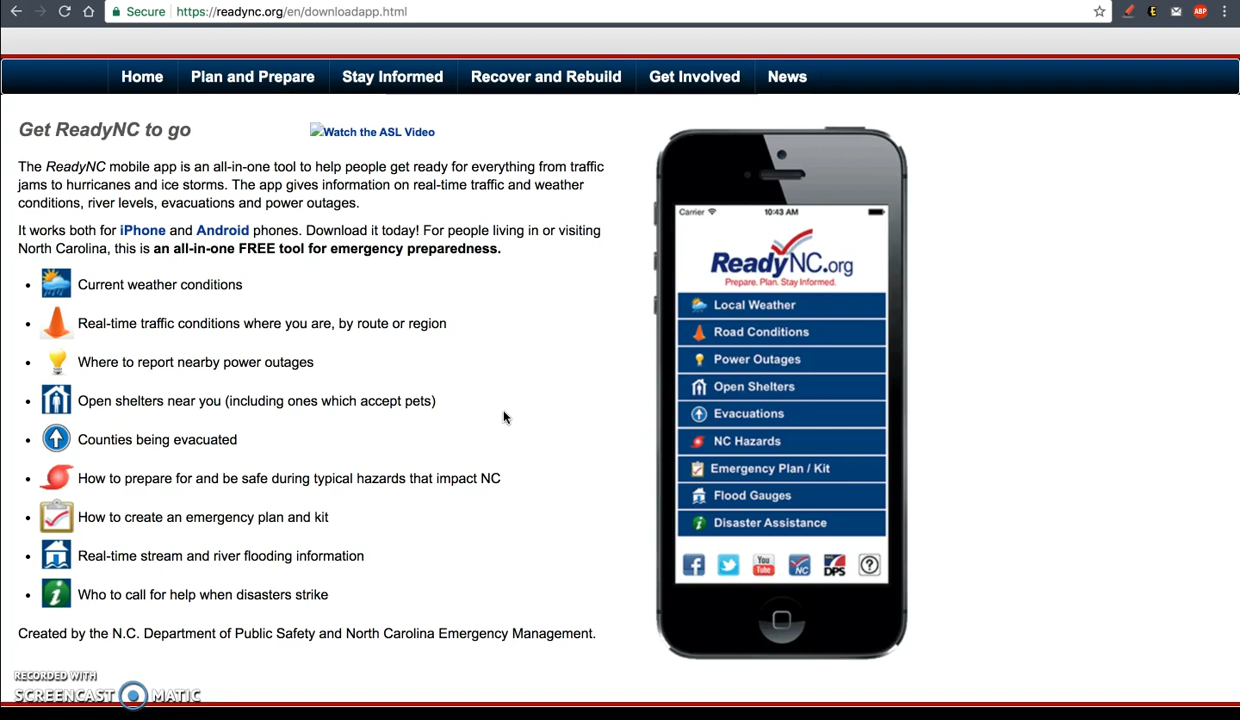 Secure https://readync.org/en/downloadapp.html
ABP
Home Plan and Prepare Stay Informed Recover and Rebuild Get Involved News
Get ReadyNC to go
Watch the ASL Video
The ReadyNC mobile app is an all-in-one tool to help people get ready for everything from traffic
jams to hurricanes and ice storms. The app gives information on real-time traffic and weather
conditions, river levels, evacuations and power outages.
It works both for iPhone and Android phones. Download it today! For people living in or visiting
North Carolina, this is an all-in-one FREE tool for emergency preparedness.
Current weather conditions
Real-time traffic conditions where you are, by route or region
Where to report nearby power outages
Open shelters near you (including ones which accept pets)
Counties being evacuated
How to prepare for and be safe during typical hazards that impact NC
How to create an emergency plan and kit
Real-time stream and river flooding information
Who to call for help when disasters strike
Created by the N.C. Department of Public Safety and North Carolina Emergency Management.
Carrier 10:43 AM
ReadyNC.org
Prepare. Plan. Stay Informed.
Local Weather
Road Conditions
Power Outages
Open Shelters
Evacuations
NC Hazards
Emergency Plan / Kit
Flood Gauges
Disaster Assistance
You
Tube
NC
DPS
?
RECORDED WITH
SCREENCAST MATIC